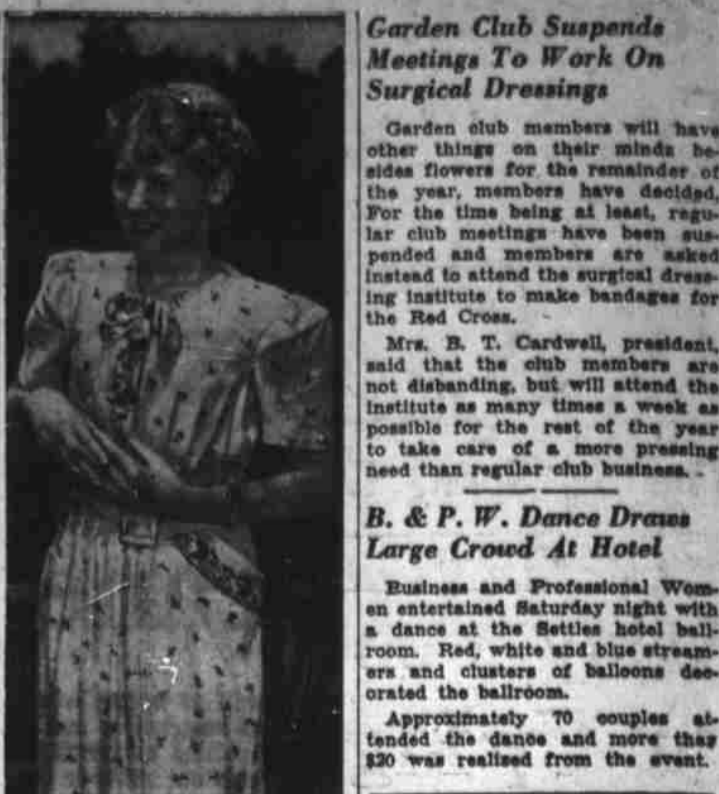 Garden Club Suspends
Meetings To Work On
Surgical Dressings
Garden club members will have
other things on their minds be-
sides flowers for the remainder of
the year, members have decided.
For the time being at least, regu-
lar club meetings have been sus-
pended and members are asked
instead to attend the surgical dress-
ing institute to make bandages for
the Red Cross.
Mrs. B. T. Cardwell, president,
said that the club members are
not disbanding, but will attend the
institute as many times a week as
possible for the rest of the year
to take care of a more pressing
need than regular club business.
B. & P. W. Dance Draws
Large Crowd At Hotel
Business and Professional Wom-
en entertained Saturday night with
a dance at the Settles hotel ball-
room. Red, white and blue stream-
ers and clusters of balloons dec-
orated the ballroom.
Approximately 70 couples at-
tended the dance and more than
$20 was realized from the event.